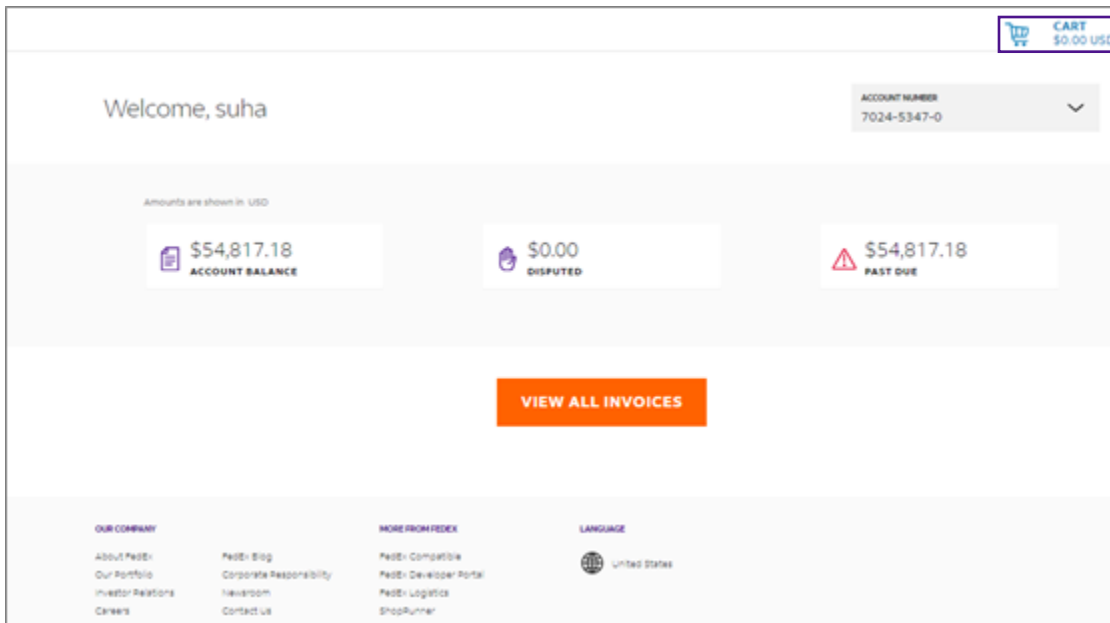 CART
$0.00 USD
Welcome, suha
ACCOUNT NUMBER
7024-5347-0
Amounts are shown in USD
$54,817.18
ACCOUNT BALANCE
$0.00
DISPUTED
$54,817.18
PAST DUE
VIEW ALL INVOICES
OUR COMPANY
About FedEx
Our Portfolio
Investor Relations
Careers
FedEx Blog
Corporate Responsibility
Newsroom
Contact Us
MORE FROM FEDEX
FedEx Compatible
FedEx Developer Portal
FedEx Logistics
ShopRunner
LANGUAGE
United States